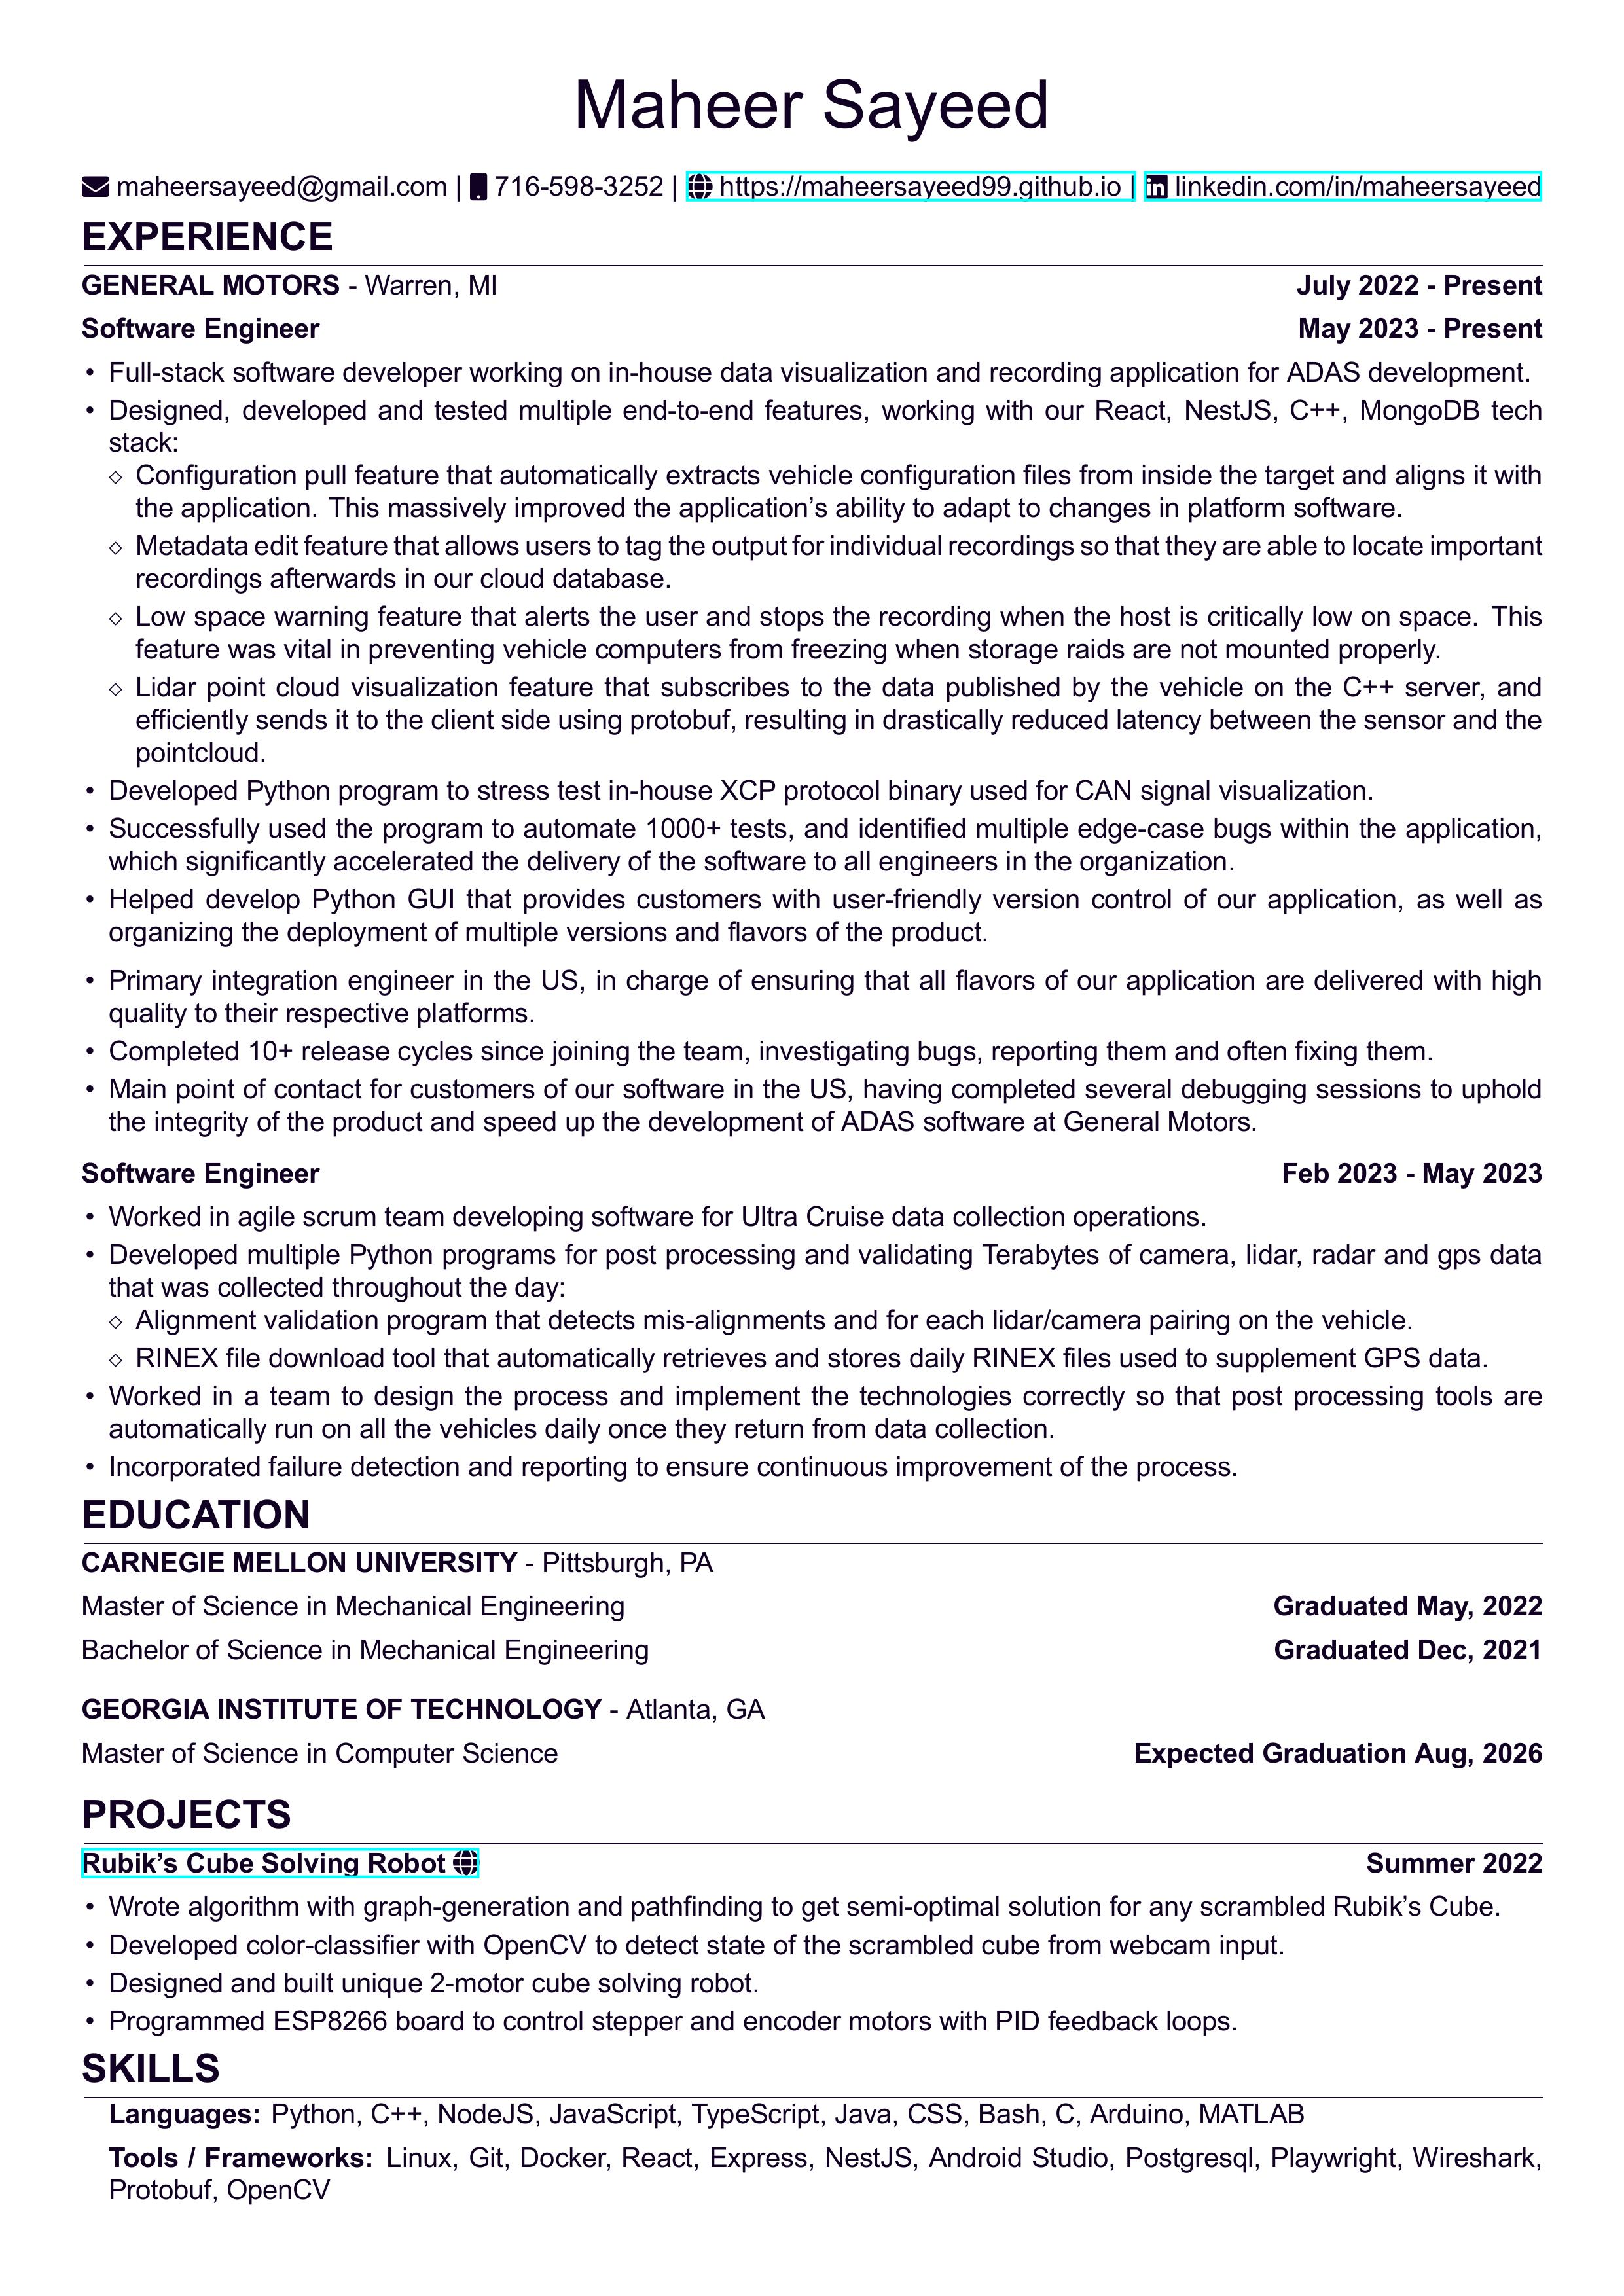 Maheer Sayeed
maheersayeed@gmail.com | 716-598-3252 | https://maheersayeed99.github.io | linkedin.com/in/maheersayeed
EXPERIENCE
GENERAL MOTORS - Warren, MI July 2022 - Present
Software Engineer May 2023 - Present
• Full-stack software developer working on in-house data visualization and recording application for ADAS development.
• Designed, developed and tested multiple end-to-end features, working with our React, NestJS, C++, MongoDB tech
stack:
◇ Configuration pull feature that automatically extracts vehicle configuration files from inside the target and aligns it with
the application. This massively improved the application's ability to adapt to changes in platform software.
◇ Metadata edit feature that allows users to tag the output for individual recordings so that they are able to locate important
recordings afterwards in our cloud database.
◇ Low space warning feature that alerts the user and stops the recording when the host is critically low on space. This
feature was vital in preventing vehicle computers from freezing when storage raids are not mounted properly.
◇ Lidar point cloud visualization feature that subscribes to the data published by the vehicle on the C++ server, and
efficiently sends it to the client side using protobuf, resulting in drastically reduced latency between the sensor and the
pointcloud.
• Developed Python program to stress test in-house XCP protocol binary used for CAN signal visualization.
• Successfully used the program to automate 1000+ tests, and identified multiple edge-case bugs within the application,
which significantly accelerated the delivery of the software to all engineers in the organization.
• Helped develop Python GUI that provides customers with user-friendly version control of our application, as well as
organizing the deployment of multiple versions and flavors of the product.
• Primary integration engineer in the US, in charge of ensuring that all flavors of our application are delivered with high
quality to their respective platforms.
• Completed 10+ release cycles since joining the team, investigating bugs, reporting them and often fixing them.
• Main point of contact for customers of our software in the US, having completed several debugging sessions to uphold
the integrity of the product and speed up the development of ADAS software at General Motors.
Software Engineer Feb 2023 - May 2023
• Worked in agile scrum team developing software for Ultra Cruise data collection operations.
• Developed multiple Python programs for post processing and validating Terabytes of camera, lidar, radar and gps data
that was collected throughout the day:
◇ Alignment validation program that detects mis-alignments and for each lidar/camera pairing on the vehicle.
◇ RINEX file download tool that automatically retrieves and stores daily RINEX files used to supplement GPS data.
• Worked in a team to design the process and implement the technologies correctly so that post processing tools are
automatically run on all the vehicles daily once they return from data collection.
• Incorporated failure detection and reporting to ensure continuous improvement of the process.
EDUCATION
CARNEGIE MELLON UNIVERSITY - Pittsburgh, PA
Master of Science in Mechanical Engineering Graduated May, 2022
Bachelor of Science in Mechanical Engineering Graduated Dec, 2021
GEORGIA INSTITUTE OF TECHNOLOGY - Atlanta, GA
Master of Science in Computer Science Expected Graduation Aug, 2026
PROJECTS
Rubik's Cube Solving Robot Summer 2022
• Wrote algorithm with graph-generation and pathfinding to get semi-optimal solution for any scrambled Rubik's Cube.
• Developed color-classifier with OpenCV to detect state of the scrambled cube from webcam input.
• Designed and built unique 2-motor cube solving robot.
• Programmed ESP8266 board to control stepper and encoder motors with PID feedback loops.
SKILLS
Languages: Python, C++, NodeJS, JavaScript, TypeScript, Java, CSS, Bash, C, Arduino, MATLAB
Tools / Frameworks: Linux, Git, Docker, React, Express, NestJS, Android Studio, Postgresql, Playwright, Wireshark,
Protobuf, OpenCV